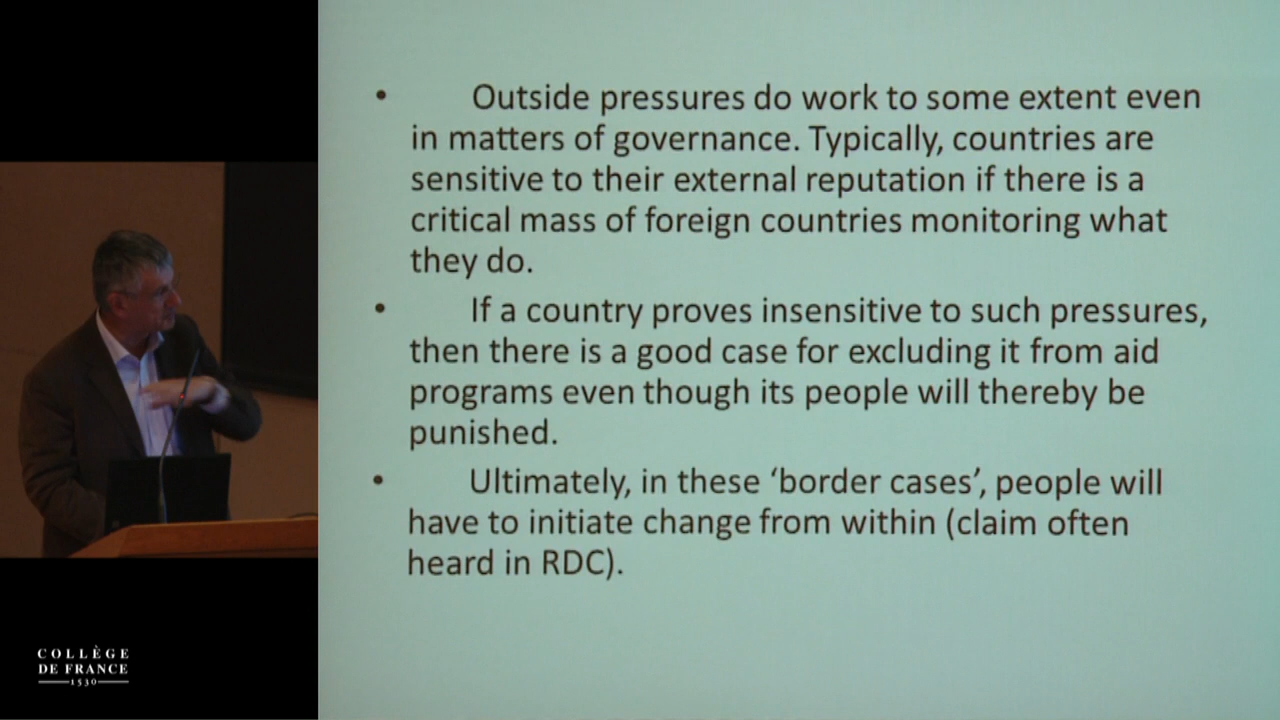 • Outside pressures do work to some extent even
in matters of governance. Typically, countries are
sensitive to their external reputation if there is a
critical mass of foreign countries monitoring what
they do.
• If a country proves insensitive to such pressures,
then there is a good case for excluding it from aid
programs even though its people will thereby be
punished.
• Ultimately, in these ‘border cases’, people will
have to initiate change from within (claim often
heard in RDC).
COLLÈGE
DE FRANCE
1530